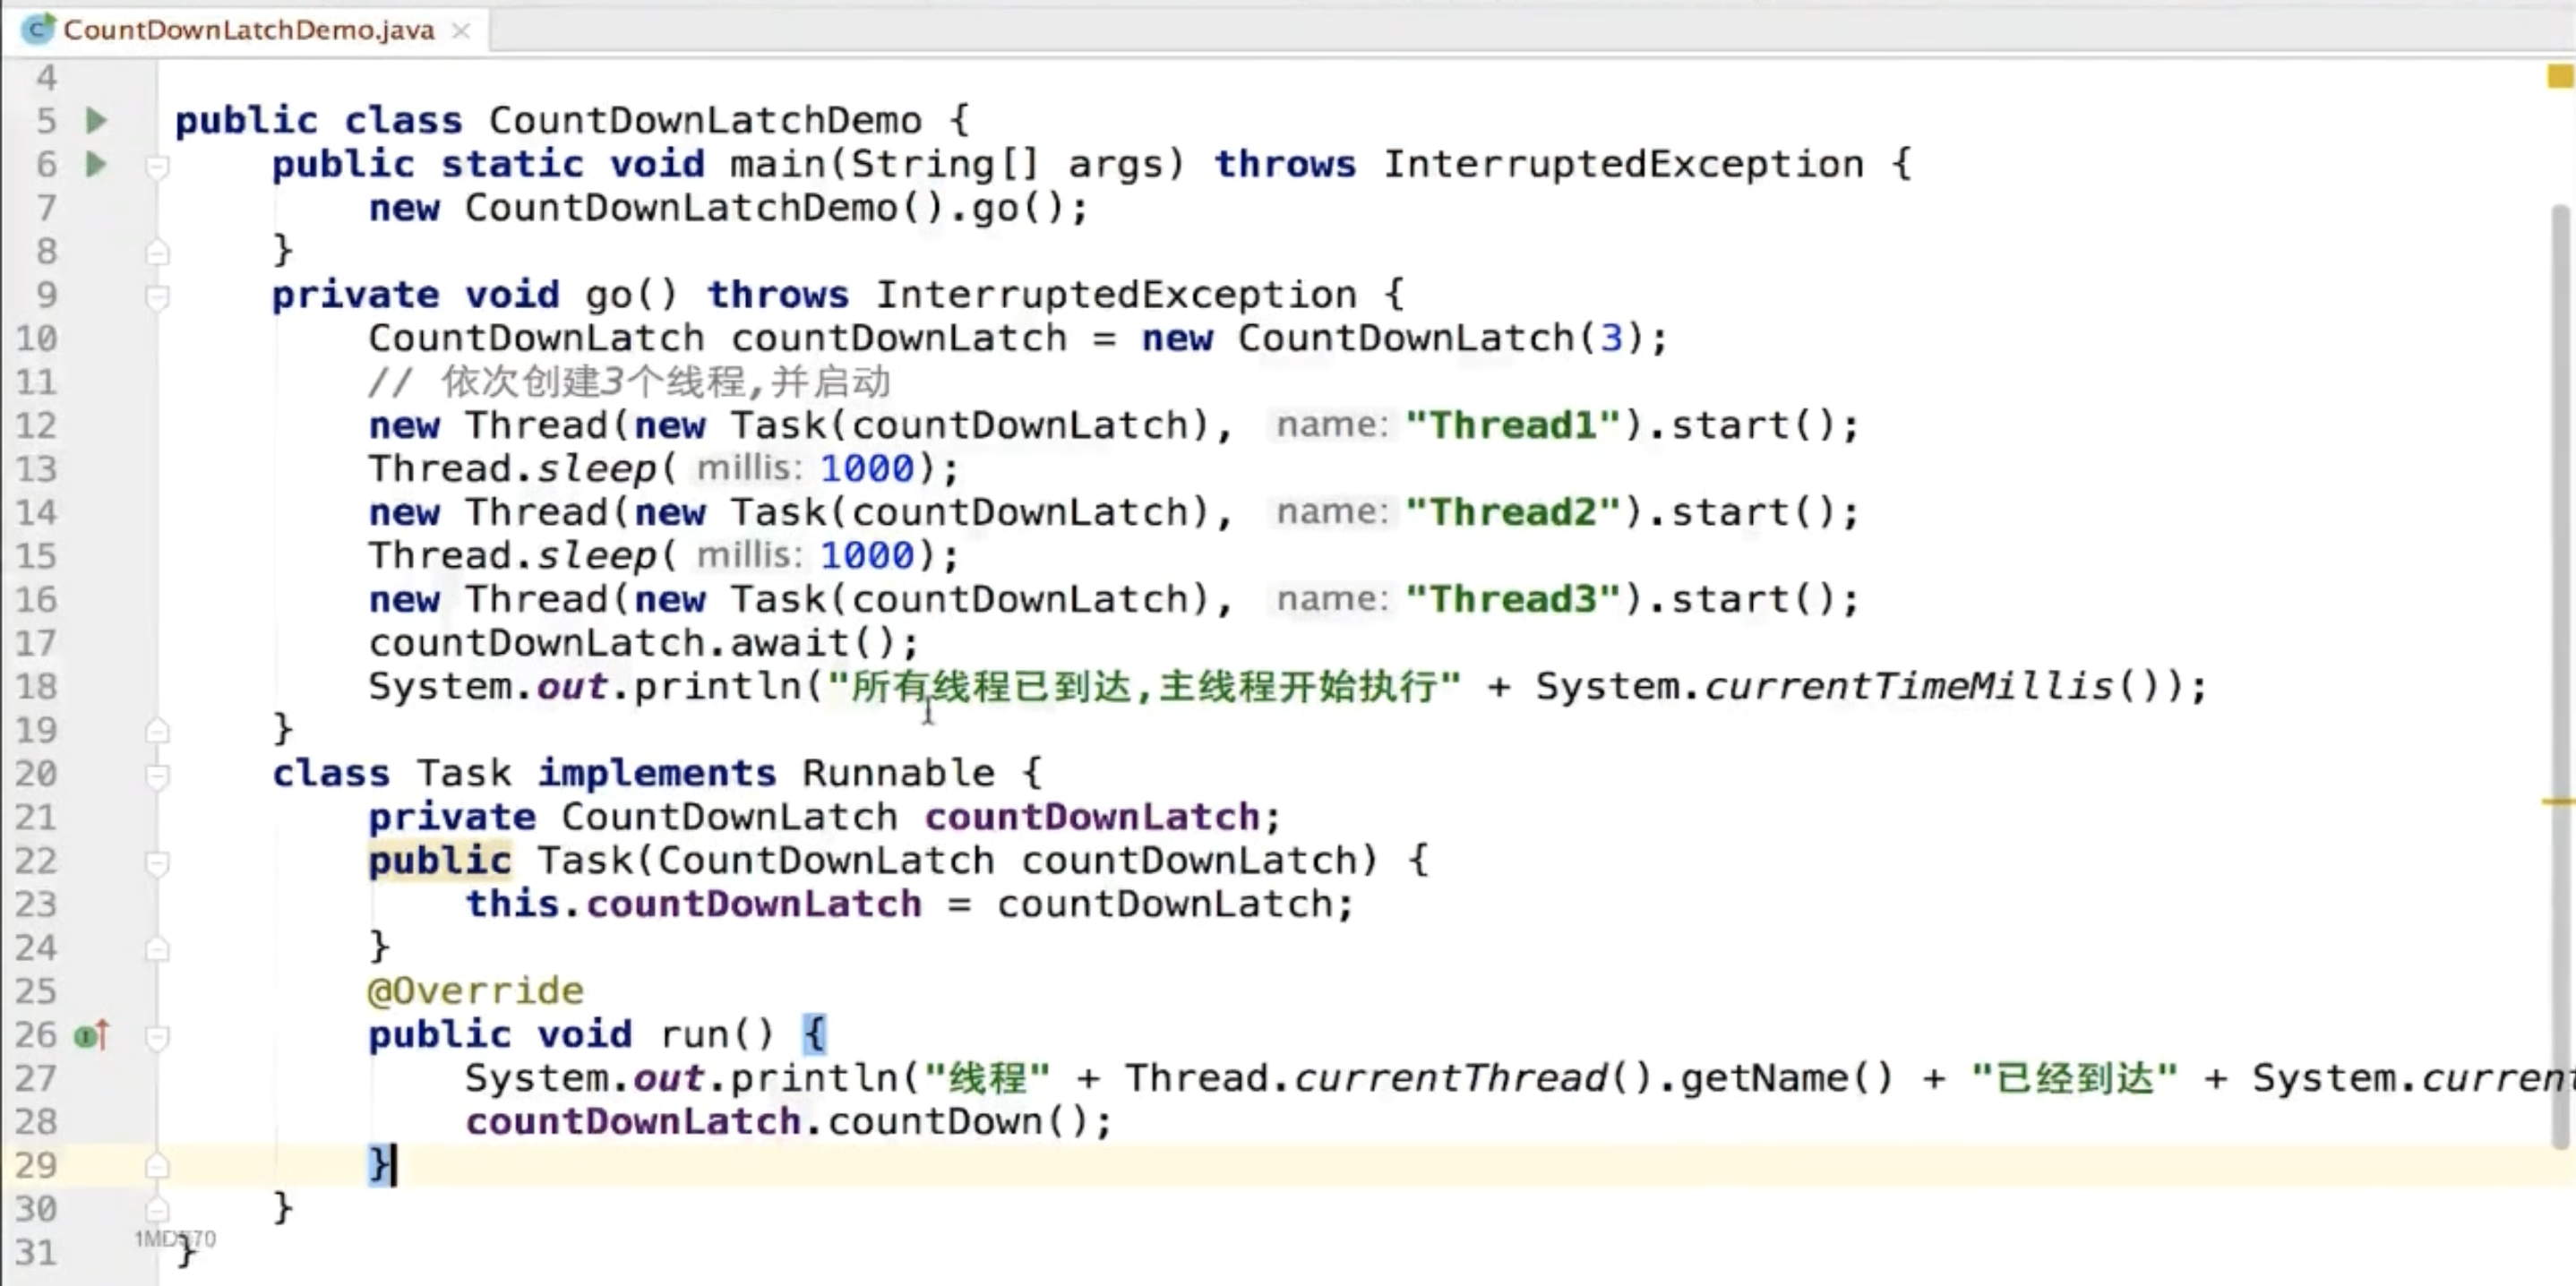 CountDownLatchDemo.java
4
5 public class CountDownLatchDemo {
6 public static void main(String[] args) throws InterruptedException {
7 new CountDownLatchDemo().go();
8 }
9 private void go() throws InterruptedException {
10 CountDownLatch countDownLatch = new CountDownLatch(3);
11 // 依次创建3个线程,并启动
12 new Thread(new Task(countDownLatch), name: "Thread1").start();
13 Thread.sleep( millis: 1000);
14 new Thread(new Task(countDownLatch), name: "Thread2").start();
15 Thread.sleep( millis: 1000);
16 new Thread(new Task(countDownLatch), name: "Thread3").start();
17 countDownLatch.await();
18 System.out.println("所有线程已到达,主线程开始执行" + System.currentTimeMillis());
19 }
20 class Task implements Runnable {
21 private CountDownLatch countDownLatch;
22 public Task(CountDownLatch countDownLatch) {
23 this.countDownLatch = countDownLatch;
24 }
25 @Override
26 public void run() {
27 System.out.println("线程" + Thread.currentThread().getName() + "已经到达" + System.current
28 countDownLatch.countDown();
29 }
30 }
31 }